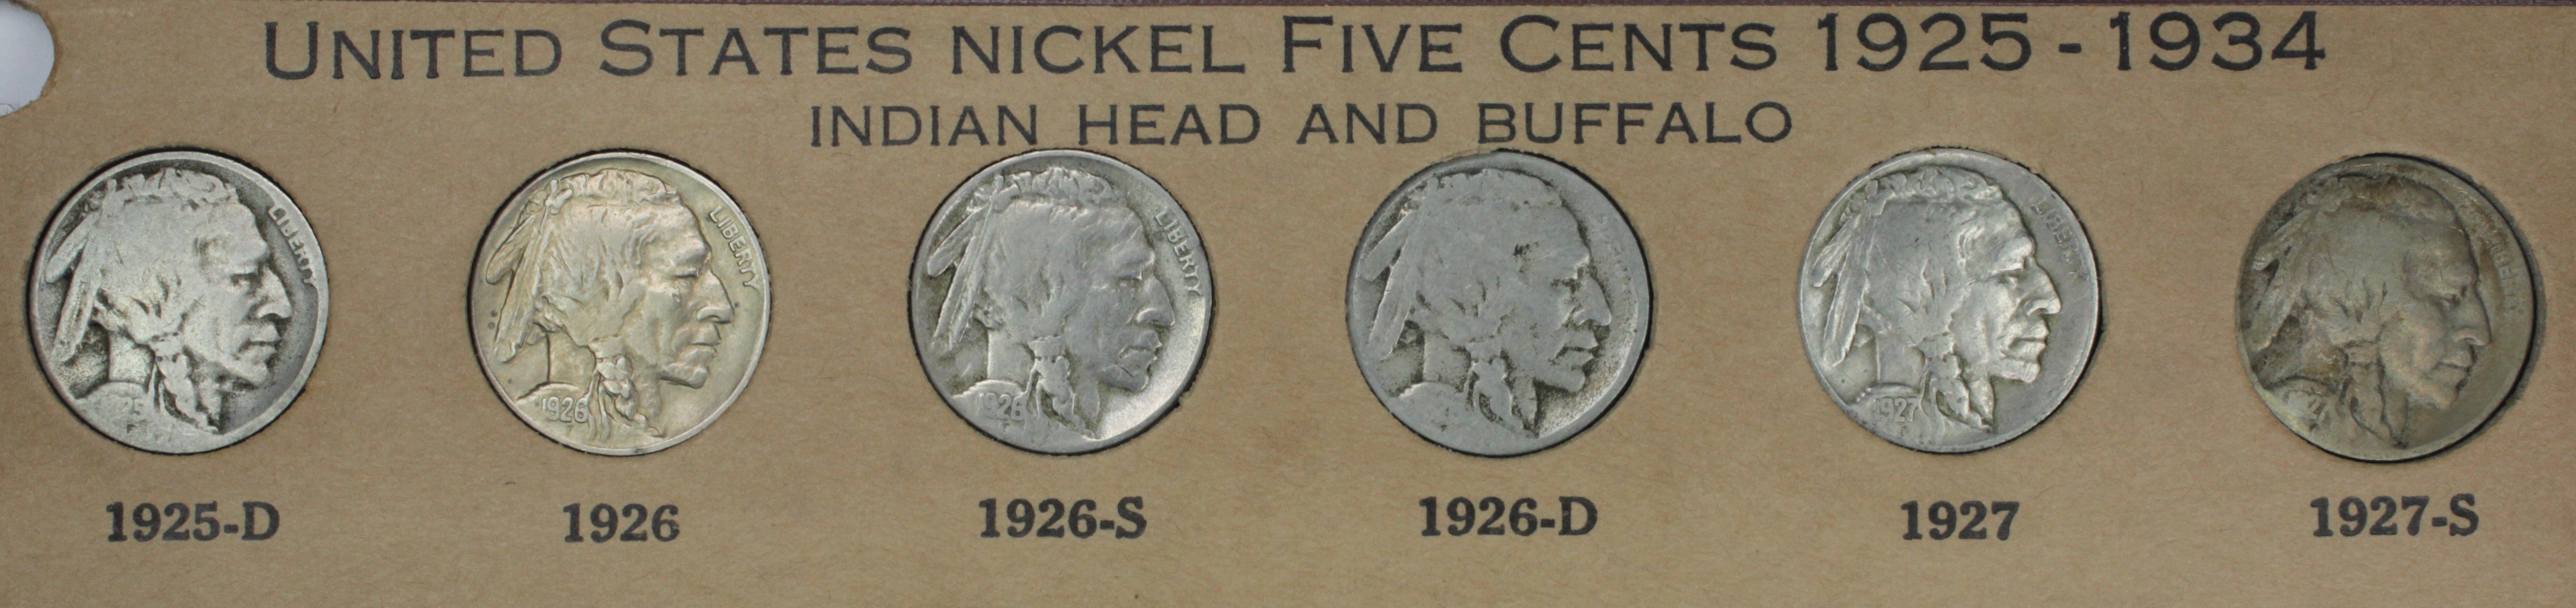 UNITED STATES NICKEL FIVE CENTS 1925-1934
INDIAN HEAD AND BUFFALO
LIBERTY
LIBERTY
LIBERTY
LIBERTY
1926
1926
1927
1925-D
1926
1926-S
1926-D
1927
1927-S